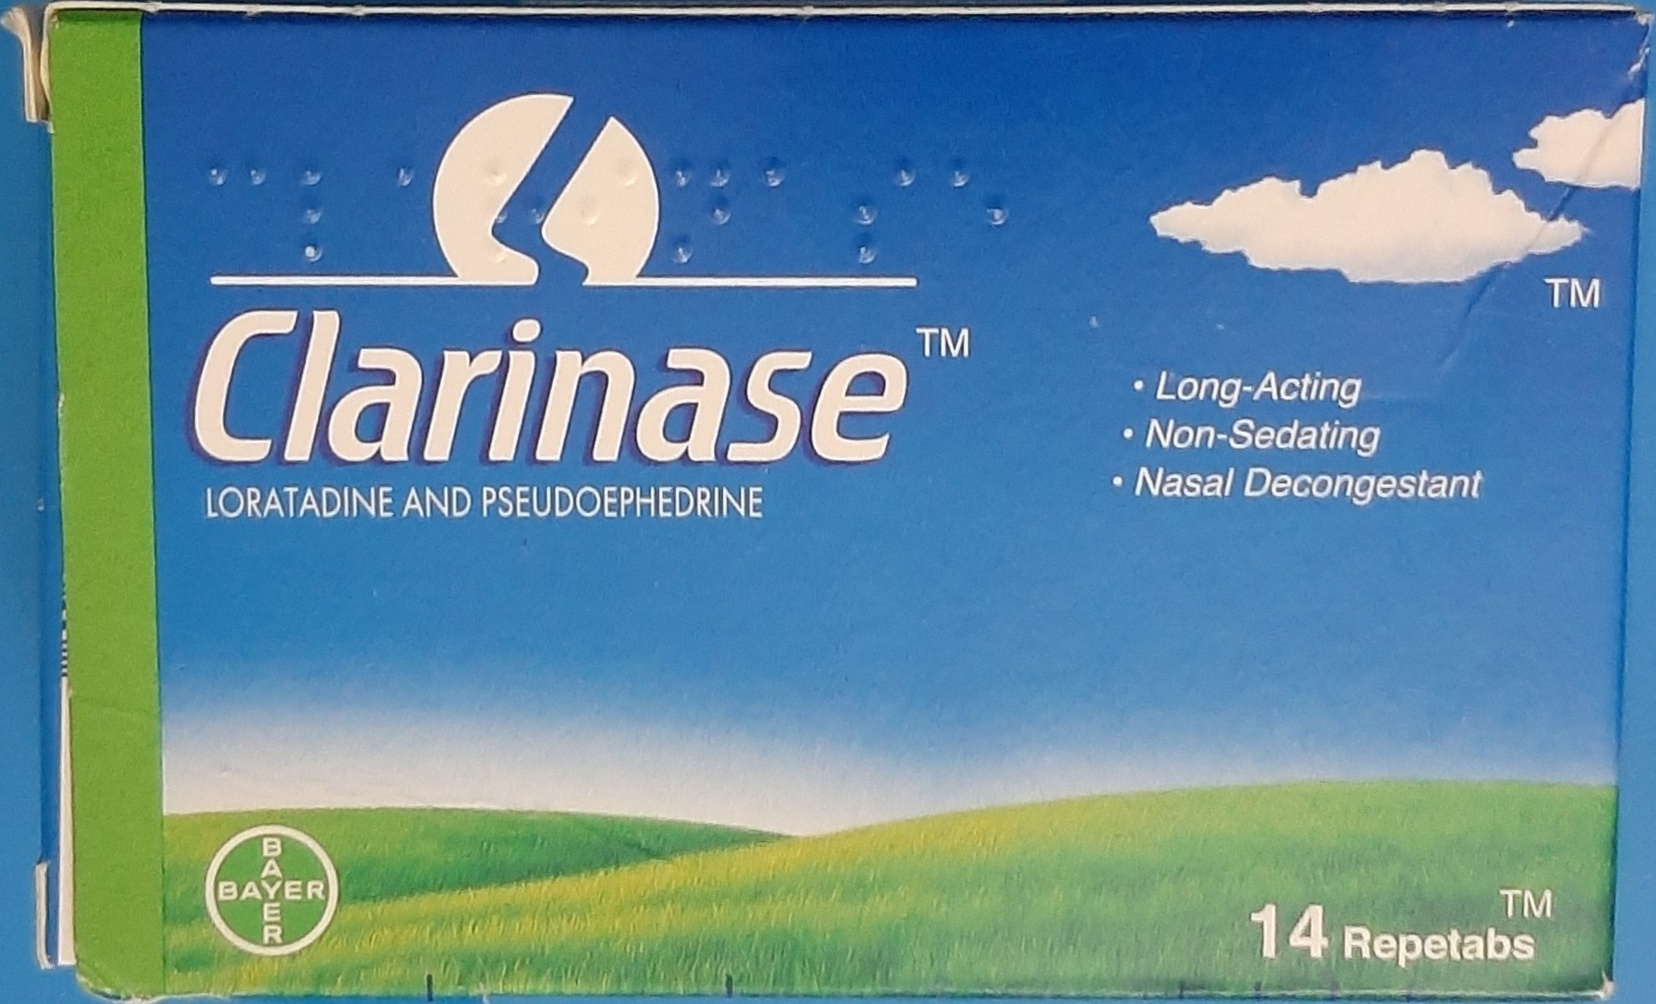 TM
Clarinase™
LORATADINE AND PSEUDOEPHEDRINE
• Long-Acting
• Non-Sedating
• Nasal Decongestant
BAYER
BAYER
14 Repetabs™